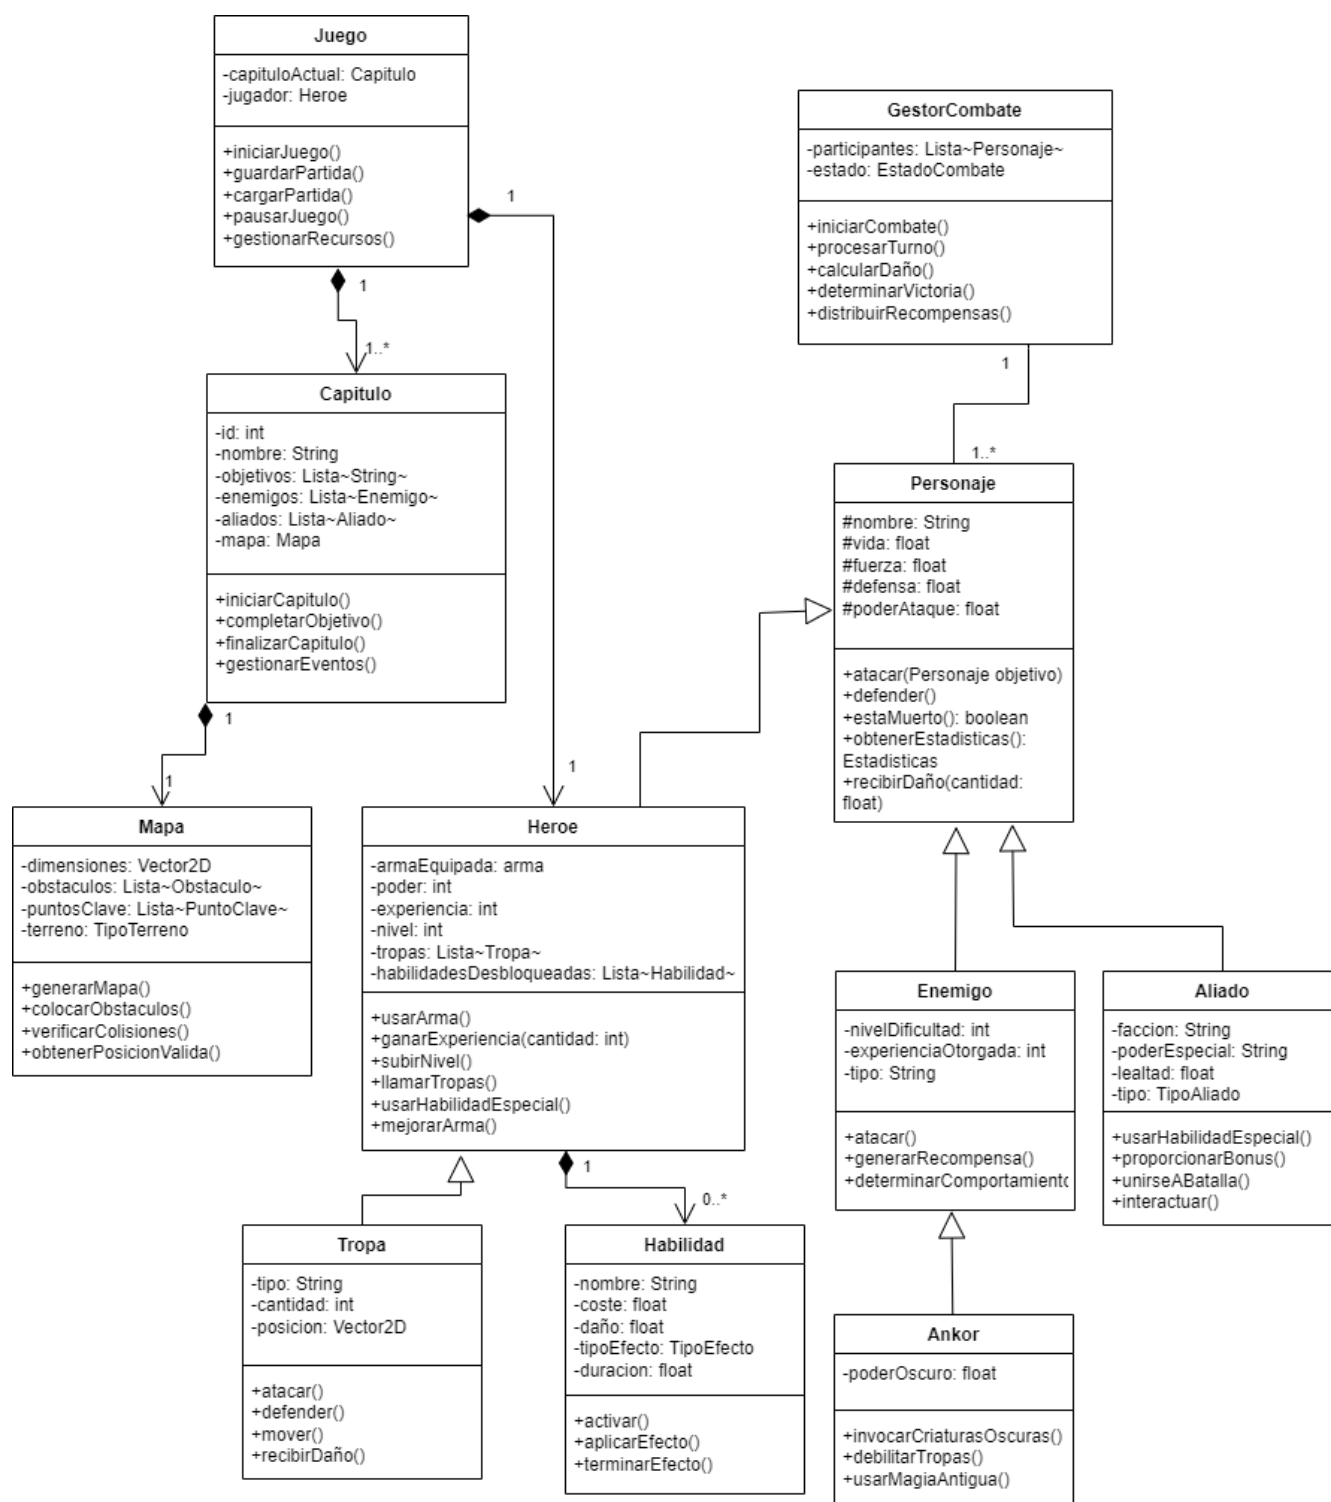 Juego
-capituloActual: Capitulo
-jugador: Heroe
+iniciarJuego()
+guardarPartida()
+cargarPartida()
+pausarJuego()
+gestionarRecursos()
1
1
1..*
GestorCombate
-participantes: Lista~Personaje~
-estado: EstadoCombate
+iniciarCombate()
+procesarTurno()
+calcularDaño()
+determinarVictoria()
+distribuirRecompensas()
1
1..*
Capitulo
-id: int
-nombre: String
-objetivos: Lista~String~
-enemigos: Lista~Enemigo~
-aliados: Lista~Aliado~
-mapa: Mapa
+iniciarCapitulo()
+completarObjetivo()
+finalizarCapitulo()
+gestionarEventos()
1
1
1
Personaje
#nombre: String
#vida: float
#fuerza: float
#defensa: float
#poderAtaque: float
+atacar(Personaje objetivo)
+defender()
+estaMuerto(): boolean
+obtenerEstadisticas():
Estadisticas
+recibirDaño(cantidad:
float)
Mapa
-dimensiones: Vector2D
-obstaculos: Lista~Obstaculo~
-puntosClave: Lista~PuntoClave~
-terreno: TipoTerreno
+generarMapa()
+colocarObstaculos()
+verificarColisiones()
+obtenerPosicionValida()
Heroe
-armaEquipada: arma
-poder: int
-experiencia: int
-nivel: int
-tropas: Lista~Tropa~
-habilidadesDesbloqueadas: Lista~Habilidad~
+usarArma()
+ganarExperiencia(cantidad: int)
+subirNivel()
+llamarTropas()
+usarHabilidadEspecial()
+mejorarArma()
1
0..*
Enemigo
-nivelDificultad: int
-experienciaOtorgada: int
-tipo: String
+atacar()
+generarRecompensa()
+determinarComportamiento
Aliado
-faccion: String
-poderEspecial: String
-lealtad: float
-tipo: TipoAliado
+usarHabilidadEspecial()
+proporcionarBonus()
+unirseABatalla()
+interactuar()
Tropa
-tipo: String
-cantidad: int
-posicion: Vector2D
+atacar()
+defender()
+mover()
+recibirDaño()
Habilidad
-nombre: String
-coste: float
-daño: float
-tipoEfecto: TipoEfecto
-duracion: float
+activar()
+aplicarEfecto()
+terminarEfecto()
Ankor
-poderOscuro: float
+invocarCriaturasOscuras()
+debilitarTropas()
+usarMagiaAntigua()